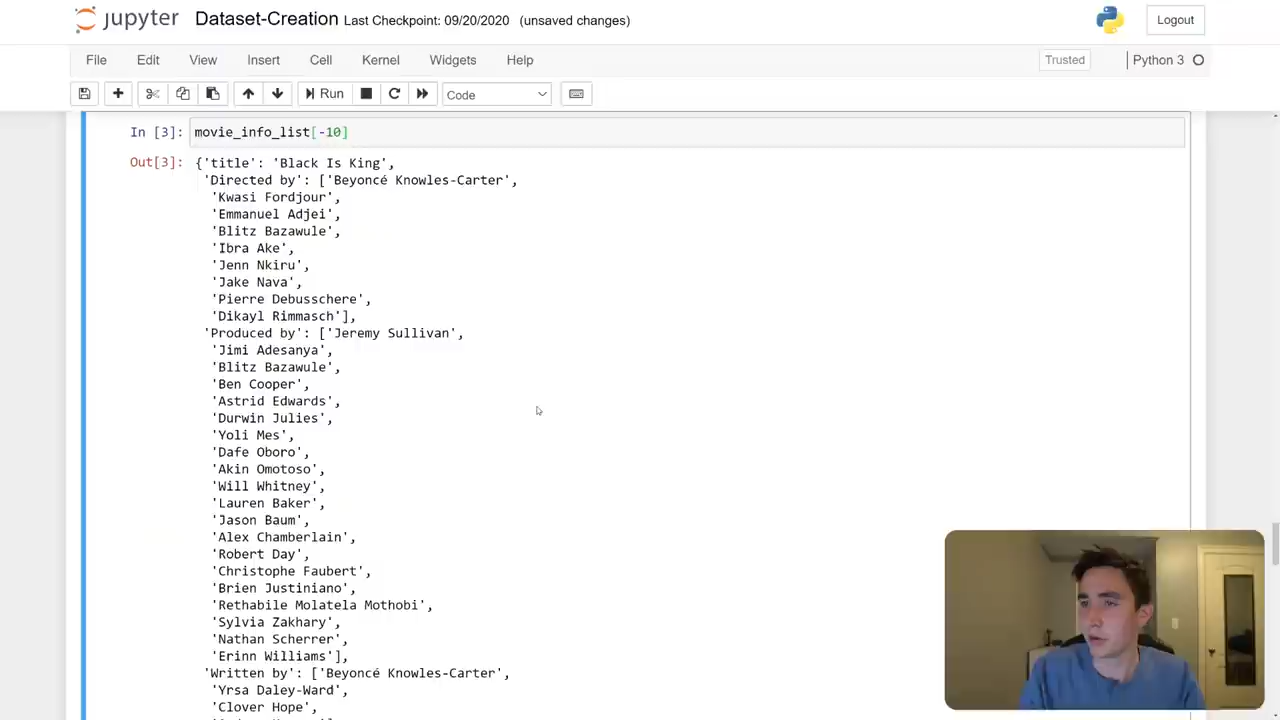 jupyter Dataset-Creation Last Checkpoint: 09/20/2020 (unsaved changes) Logout
File Edit View Insert Cell Kernel Widgets Help Trusted Python 3
Run Code
In [3]: movie_info_list[-10]
Out[3]: {'title': 'Black Is King',
'Directed by': ['Beyoncé Knowles-Carter',
'Kwasi Fordjour',
'Emmanuel Adjei',
'Blitz Bazawule',
'Ibra Ake',
'Jenn Nkiru',
'Jake Nava',
'Pierre Debusschere',
'Dikayl Rimmasch'],
'Produced by': ['Jeremy Sullivan',
'Jimi Adesanya',
'Blitz Bazawule',
'Ben Cooper',
'Astrid Edwards',
'Durwin Julies',
'Yoli Mes',
'Dafe Oboro',
'Akin Omotoso',
'Will Whitney',
'Lauren Baker',
'Jason Baum',
'Alex Chamberlain',
'Robert Day',
'Christophe Faubert',
'Brien Justiniano',
'Rethabile Molatela Mothobi',
'Sylvia Zakhary',
'Nathan Scherrer',
'Erinn Williams'],
'Written by': ['Beyoncé Knowles-Carter',
'Yrsa Daley-Ward',
'Clover Hope',